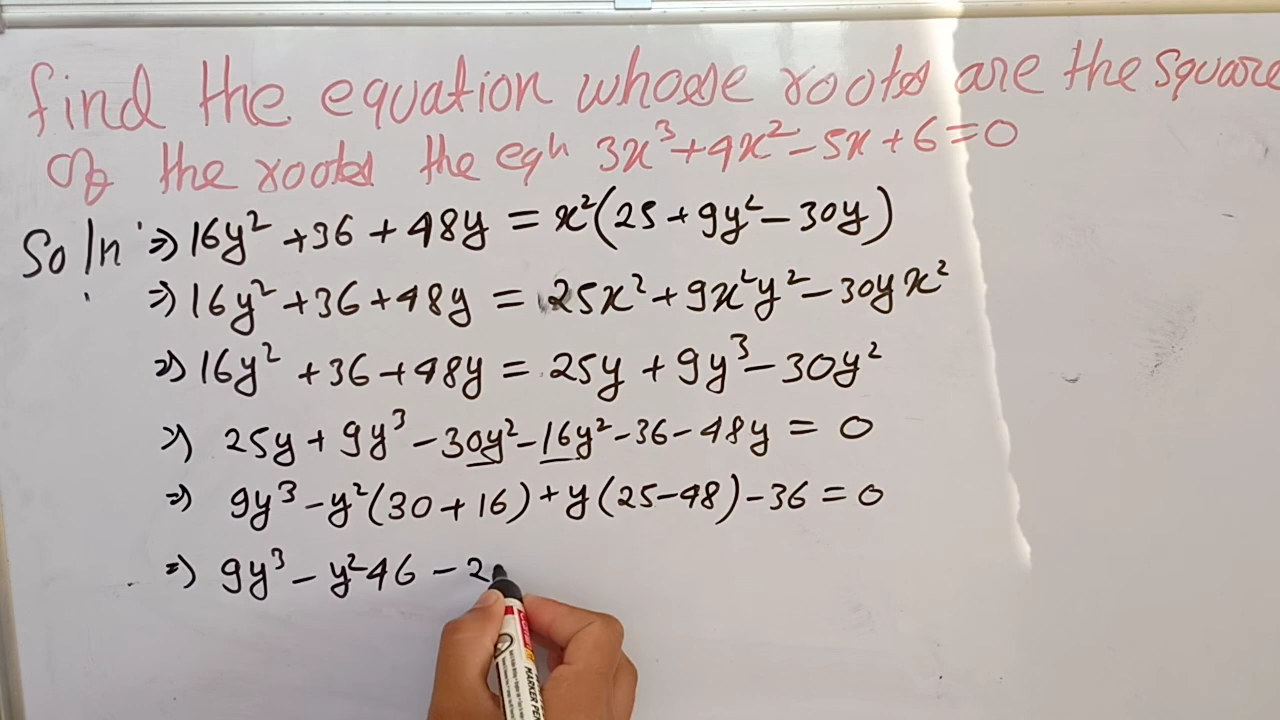 find the equation whose roots are the square
of the roots the eqn 3x³+4x²-5x+6=0
Soln :⇒ 16y²+36+48y = x²(25+9y²-30y)
⇒ 16y²+36+48y = 25x²+9x²y²-30yx²
⇒ 16y²+36+48y = 25y+9y³-30y²
⇒ 25y+9y³-30y²-16y²-36-48y = 0
⇒ 9y³-y²(30+16)+y(25-48)-36=0
⇒ 9y³-y²46-2
MARKER PEN